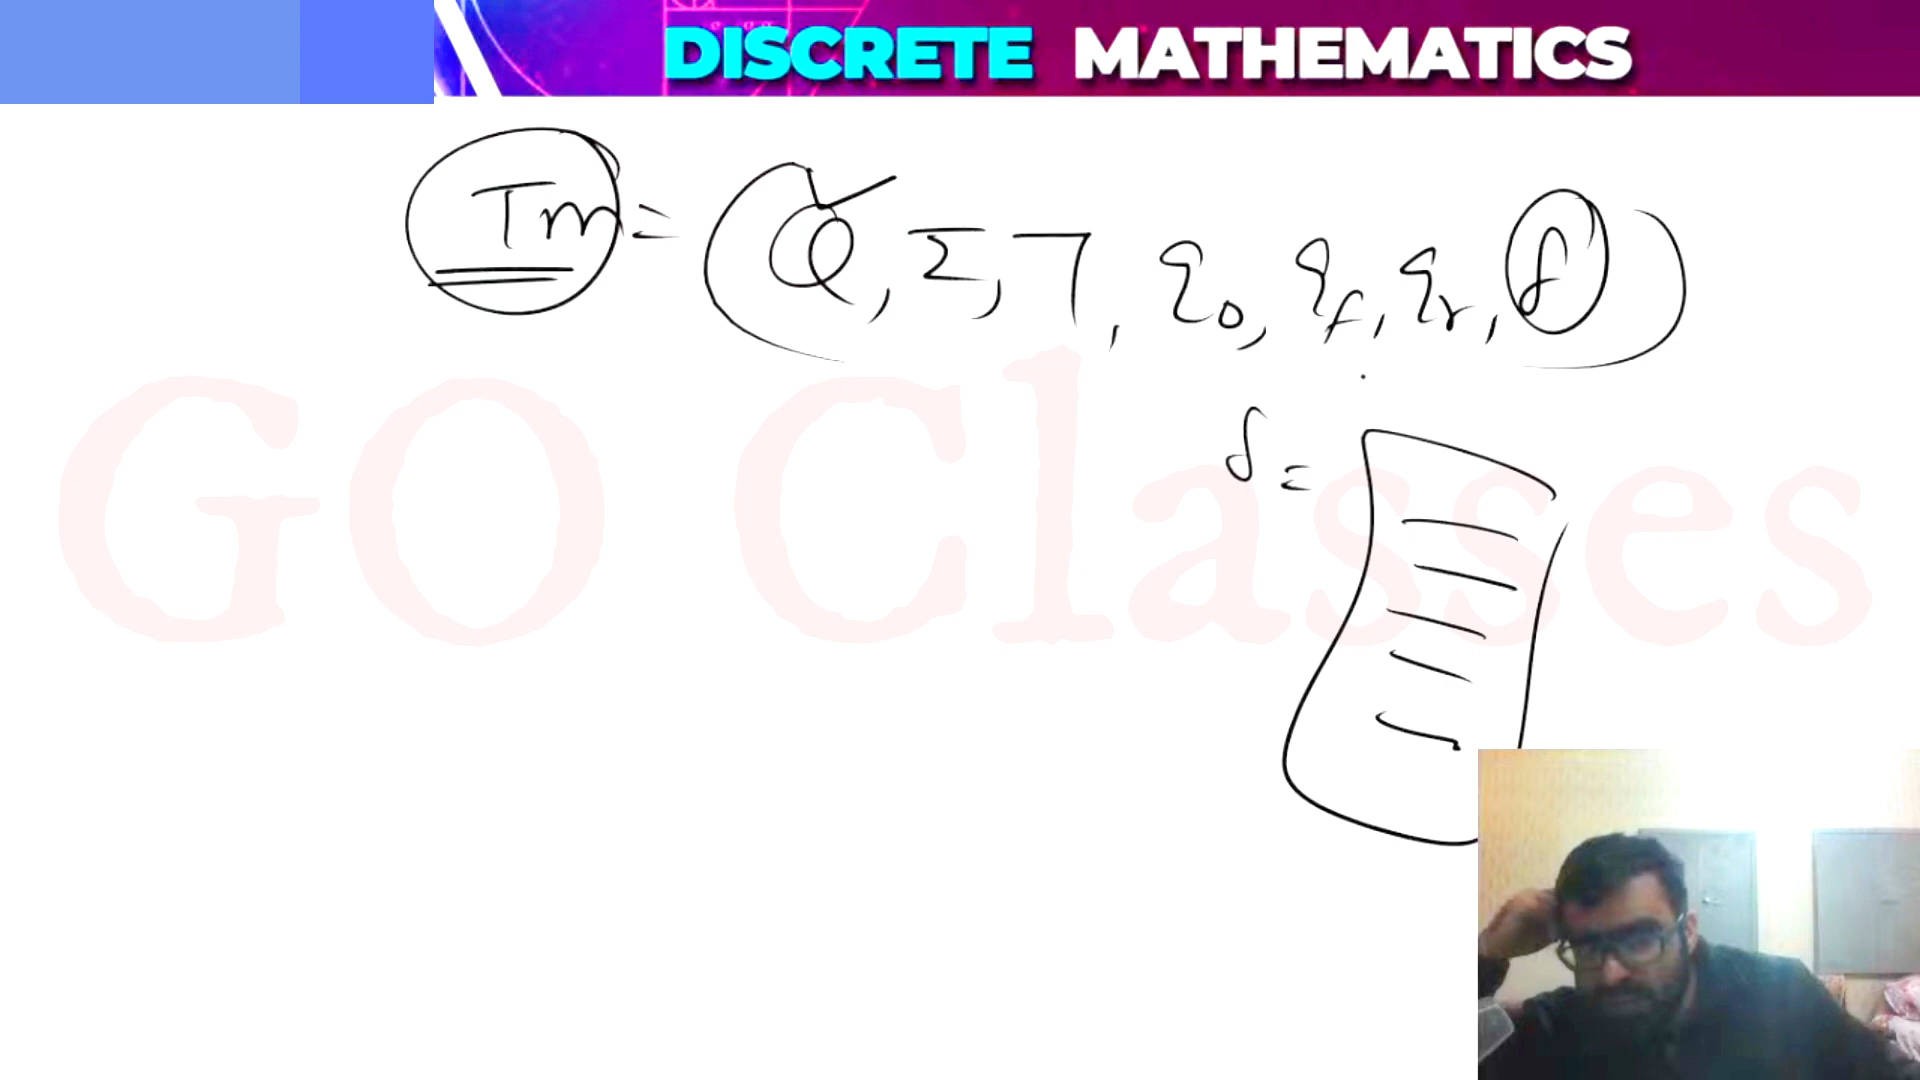 DISCRETE MATHEMATICS
Tm = (Q, Σ, Γ, q0, qf, qr, δ)
δ =
GO Classes